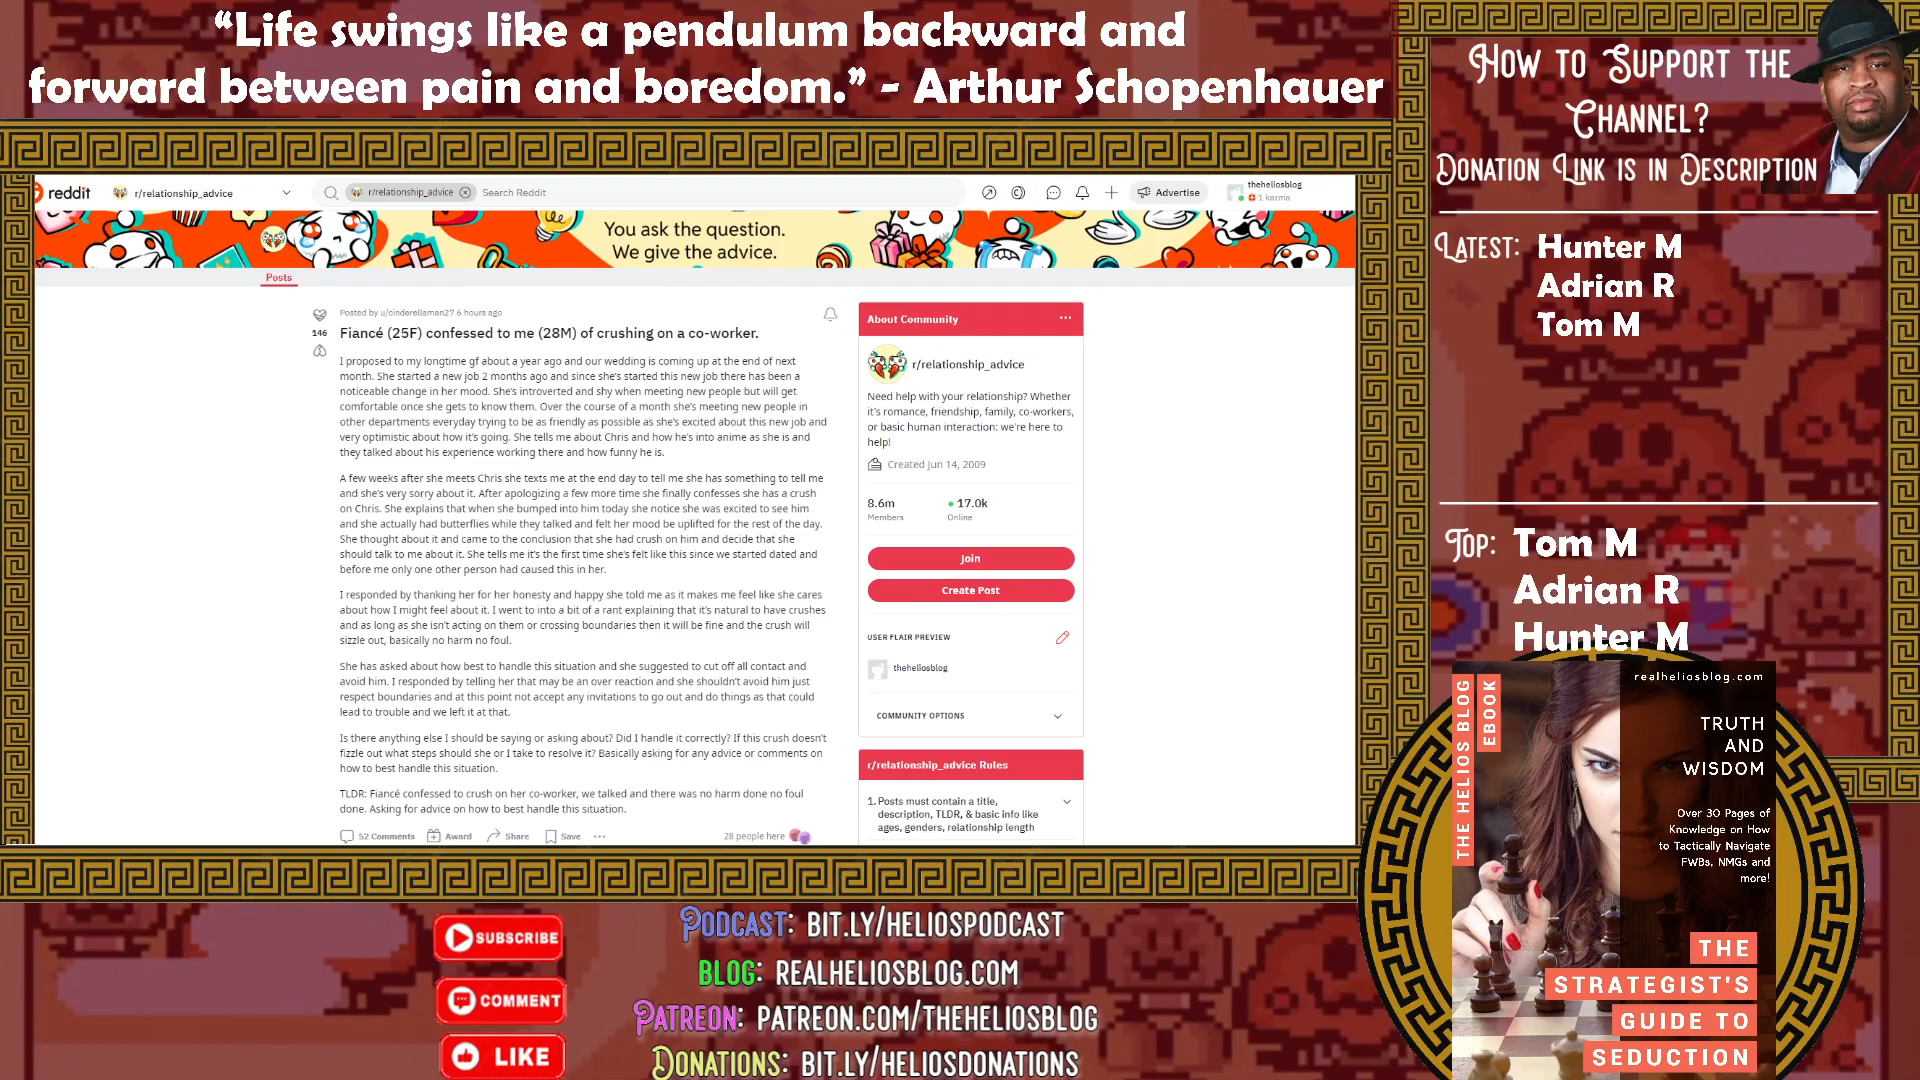 “Life swings like a pendulum backward and
forward between pain and boredom.” - Arthur Schopenhauer
How to Support the
Channel?
Donation Link is in Description
Latest: Hunter M
Adrian R
Tom M
Top: Tom M
Adrian R
Hunter M
reddit
r/relationship_advice
r/relationship_advice
Search Reddit
Advertise
theheliosblog
1 karma
You ask the question.
We give the advice.
Posts
146
Posted by u/cinderellaman27 6 hours ago
Fiancé (25F) confessed to me (28M) of crushing on a co-worker.
I proposed to my longtime gf about a year ago and our wedding is coming up at the end of next
month. She started a new job 2 months ago and since she's started this new job there has been a
noticeable change in her mood. She's introverted and shy when meeting new people but will get
comfortable once she gets to know them. Over the course of a month she's meeting new people in
other departments everyday trying to be as friendly as possible as she's excited about this new job and
very optimistic about how it's going. She tells me about Chris and how he's into anime as she is and
they talked about his experience working there and how funny he is.
A few weeks after she meets Chris she texts me at the end day to tell me she has something to tell me
and she's very sorry about it. After apologizing a few more time she finally confesses she has a crush
on Chris. She explains that when she bumped into him today she notice she was excited to see him
and she actually had butterflies while they talked and felt her mood be uplifted for the rest of the day.
She thought about it and came to the conclusion that she had crush on him and decide that she
should talk to me about it. She tells me it's the first time she's felt like this since we started dated and
before me only one other person had caused this in her.
I responded by thanking her for her honesty and happy she told me as it makes me feel like she cares
about how I might feel about it. I went to into a bit of a rant explaining that it's natural to have crushes
and as long as she isn't acting on them or crossing boundaries then it will be fine and the crush will
sizzle out, basically no harm no foul.
She has asked about how best to handle this situation and she suggested to cut off all contact and
avoid him. I responded by telling her that may be an over reaction and she shouldn't avoid him just
respect boundaries and at this point not accept any invitations to go out and do things as that could
lead to trouble and we left it at that.
Is there anything else I should be saying or asking about? Did I handle it correctly? If this crush doesn't
fizzle out what steps should she or I take to resolve it? Basically asking for any advice or comments on
how to best handle this situation.
TLDR: Fiancé confessed to crush on her co-worker, we talked and there was no harm done no foul
done. Asking for advice on how to best handle this situation.
52 Comments
Award
Share
Save
28 people here
About Community
r/relationship_advice
Need help with your relationship? Whether
it's romance, friendship, family, co-workers,
or basic human interaction: we're here to
help!
Created Jun 14, 2009
8.6m
Members
17.0k
Online
Join
Create Post
USER FLAIR PREVIEW
theheliosblog
COMMUNITY OPTIONS
r/relationship_advice Rules
1. Posts must contain a title,
description, TLDR, & basic info like
ages, genders, relationship length
SUBSCRIBE
COMMENT
LIKE
Podcast: bit.ly/heliospodcast
Blog: realheliosblog.com
Patreon: patreon.com/theheliosblog
Donations: bit.ly/heliosdonations
THE HELIOS BLOG
EBOOK
realheliosblog.com
TRUTH
AND
WISDOM
Over 30 Pages of
Knowledge on How
to Tactically Navigate
FWBs, NMGs and
more!
THE
STRATEGIST'S
GUIDE TO
SEDUCTION